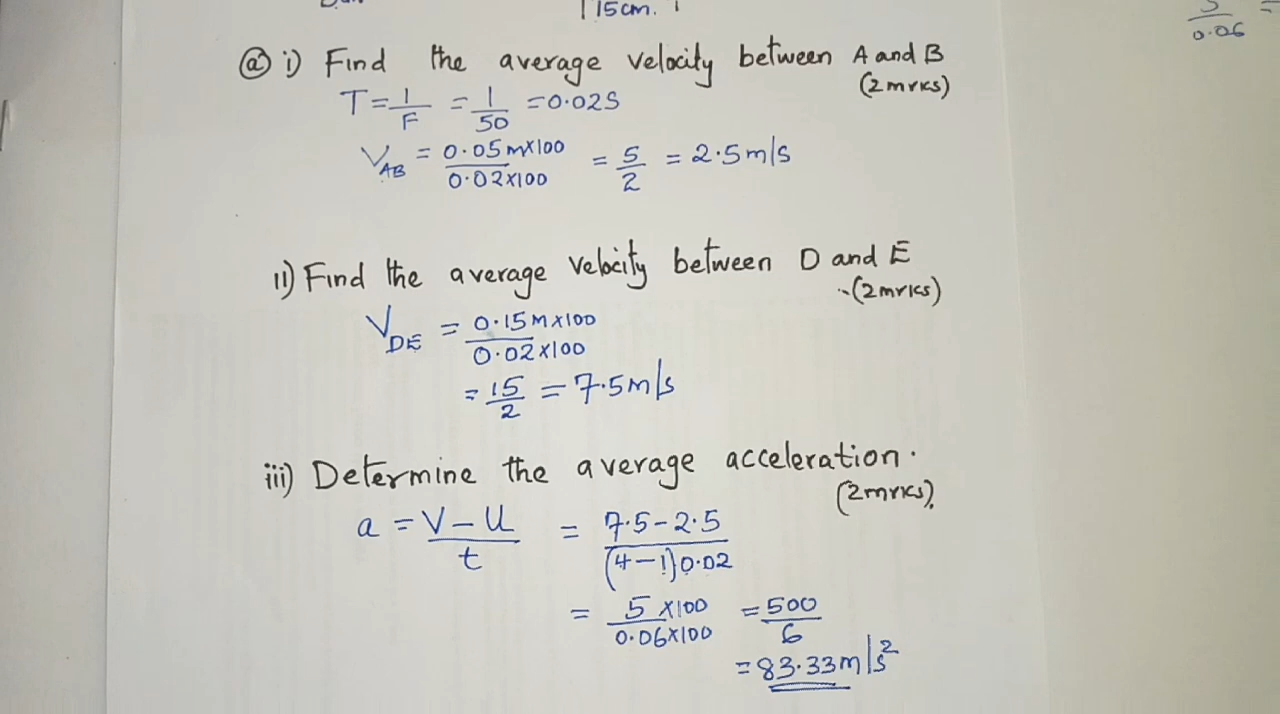 15cm.
ⓐ i) Find the average velocity between A and B
(2mrks)
T = 1/F = 1/50 = 0.02S
V_AB = 0.05m×100 / 0.02×100 = 5/2 = 2.5m/s
ii) Find the average velocity between D and E
(2mrks)
V_DE = 0.15m×100 / 0.02×100
= 15/2 = 7.5m/s
iii) Determine the average acceleration.
(2mrks).
a = V-U / t = 7.5-2.5 / (4-1)0.02
= 5×100 / 0.06×100 = 500/6
= 83.33m/s²
0.06 =